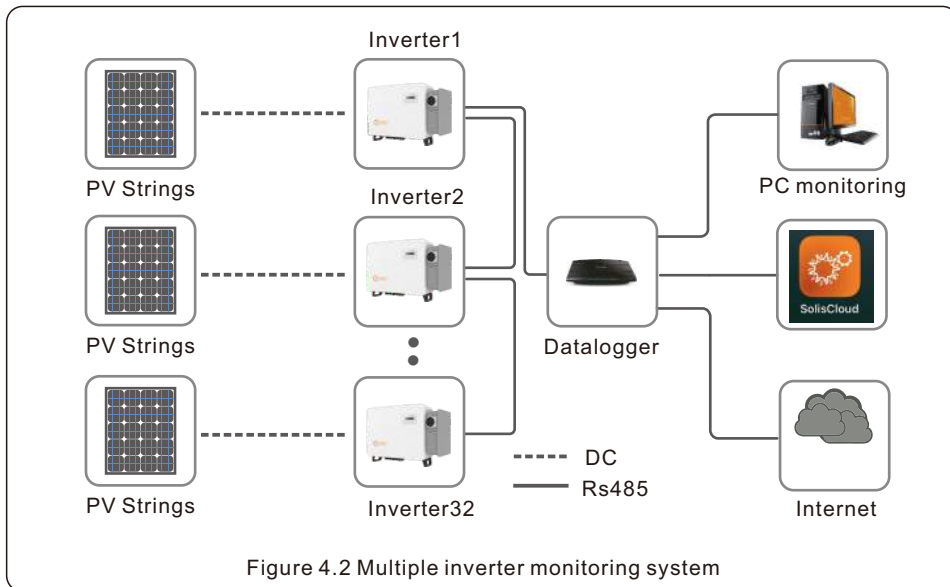 Inverter1
PV Strings
PC monitoring
Inverter2
SolisCloud
PV Strings
Datalogger
DC
Rs485
PV Strings
Inverter32
Internet
Figure 4.2 Multiple inverter monitoring system